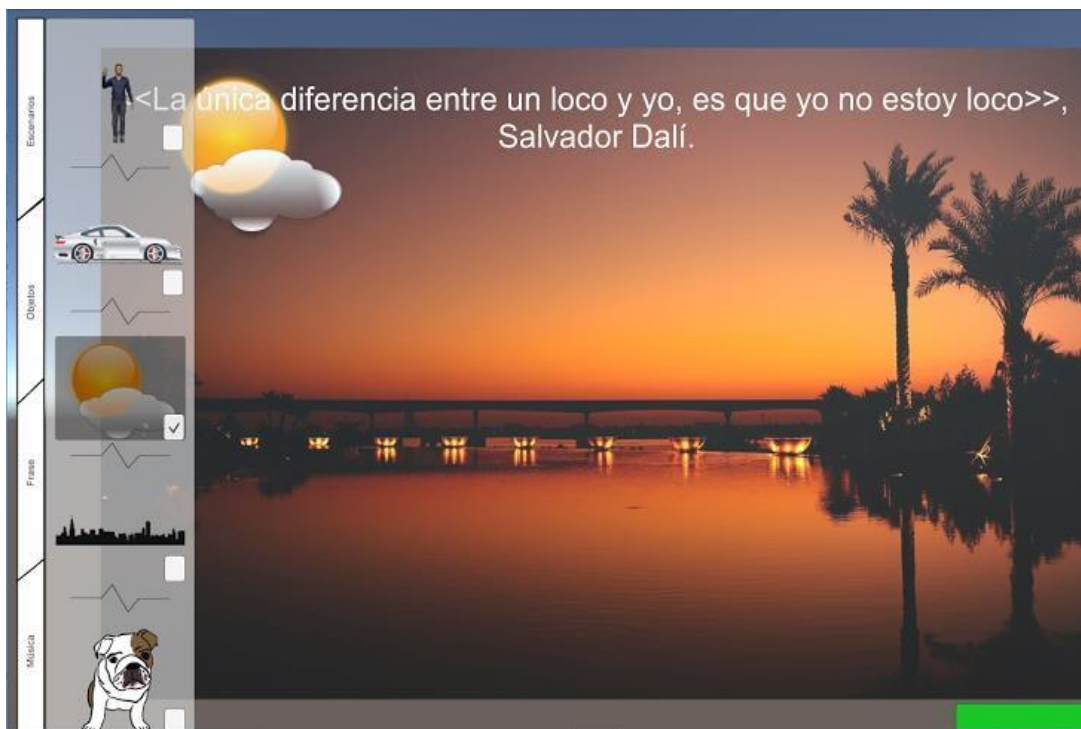 <La única diferencia entre un loco y yo, es que yo no estoy loco>>,
Salvador Dalí.
Escenarios
Objetos
Frase
Música